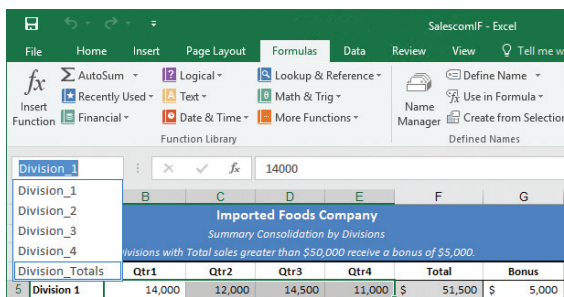 SalescomIF - Excel
File Home Insert Page Layout Formulas Data Review View Tell me w
fx Insert Function
Σ AutoSum
Recently Used
Financial
? Logical
A Text
Date & Time
Lookup & Reference
θ Math & Trig
More Functions
Function Library
Name Manager
Define Name
Use in Formula
Create from Selection
Defined Names
Division_1 fx 14000
Division_1
Division_2
Division_3
Division_4
Division_Totals
B C D E F G
Imported Foods Company
Summary Consolidation by Divisions
ivisions with Total sales greater than $50,000 receive a bonus of $5,000.
Qtr1 Qtr2 Qtr3 Qtr4 Total Bonus
5 Division 1 14,000 12,000 14,500 11,000 $ 51,500 $ 5,000